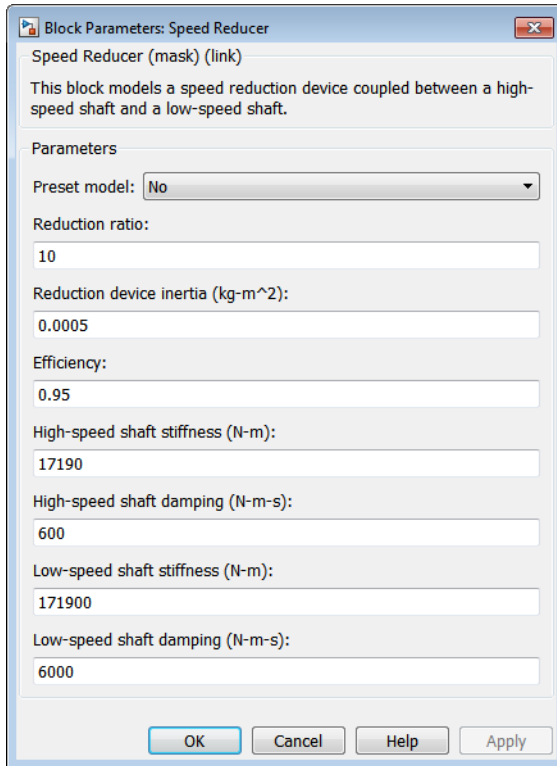 Block Parameters: Speed Reducer
Speed Reducer (mask) (link)
This block models a speed reduction device coupled between a high-
speed shaft and a low-speed shaft.
Parameters
Preset model: No
Reduction ratio:
10
Reduction device inertia (kg-m^2):
0.0005
Efficiency:
0.95
High-speed shaft stiffness (N-m):
17190
High-speed shaft damping (N-m-s):
600
Low-speed shaft stiffness (N-m):
171900
Low-speed shaft damping (N-m-s):
6000
OK Cancel Help Apply